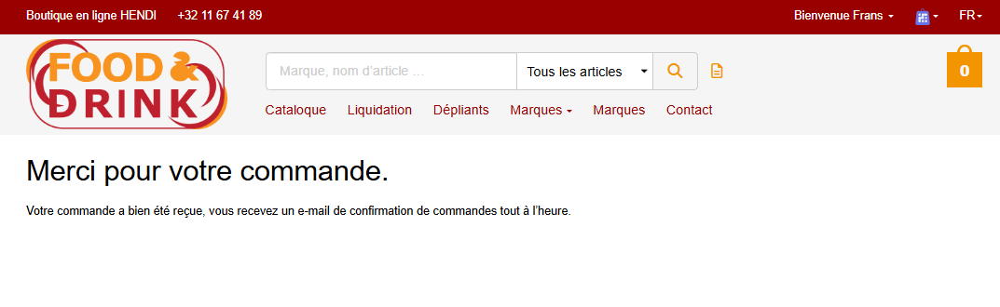 Boutique en ligne HENDI +32 11 67 41 89 Bienvenue Frans FR
FOOD &
DRINK
Marque, nom d'article ... Tous les articles 0
Cataloque Liquidation Dépliants Marques Marques Contact
Merci pour votre commande.
Votre commande a bien été reçue, vous recevez un e-mail de confirmation de commandes tout à l'heure.